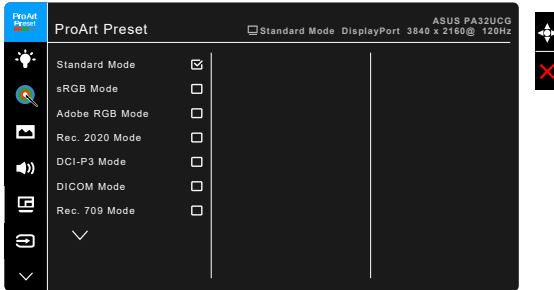 ProArt
Preset
ProArt Preset
ASUS PA32UCG
Standard Mode DisplayPort 3840 x 2160@ 120Hz
Standard Mode
sRGB Mode
Adobe RGB Mode
Rec. 2020 Mode
DCI-P3 Mode
DICOM Mode
Rec. 709 Mode